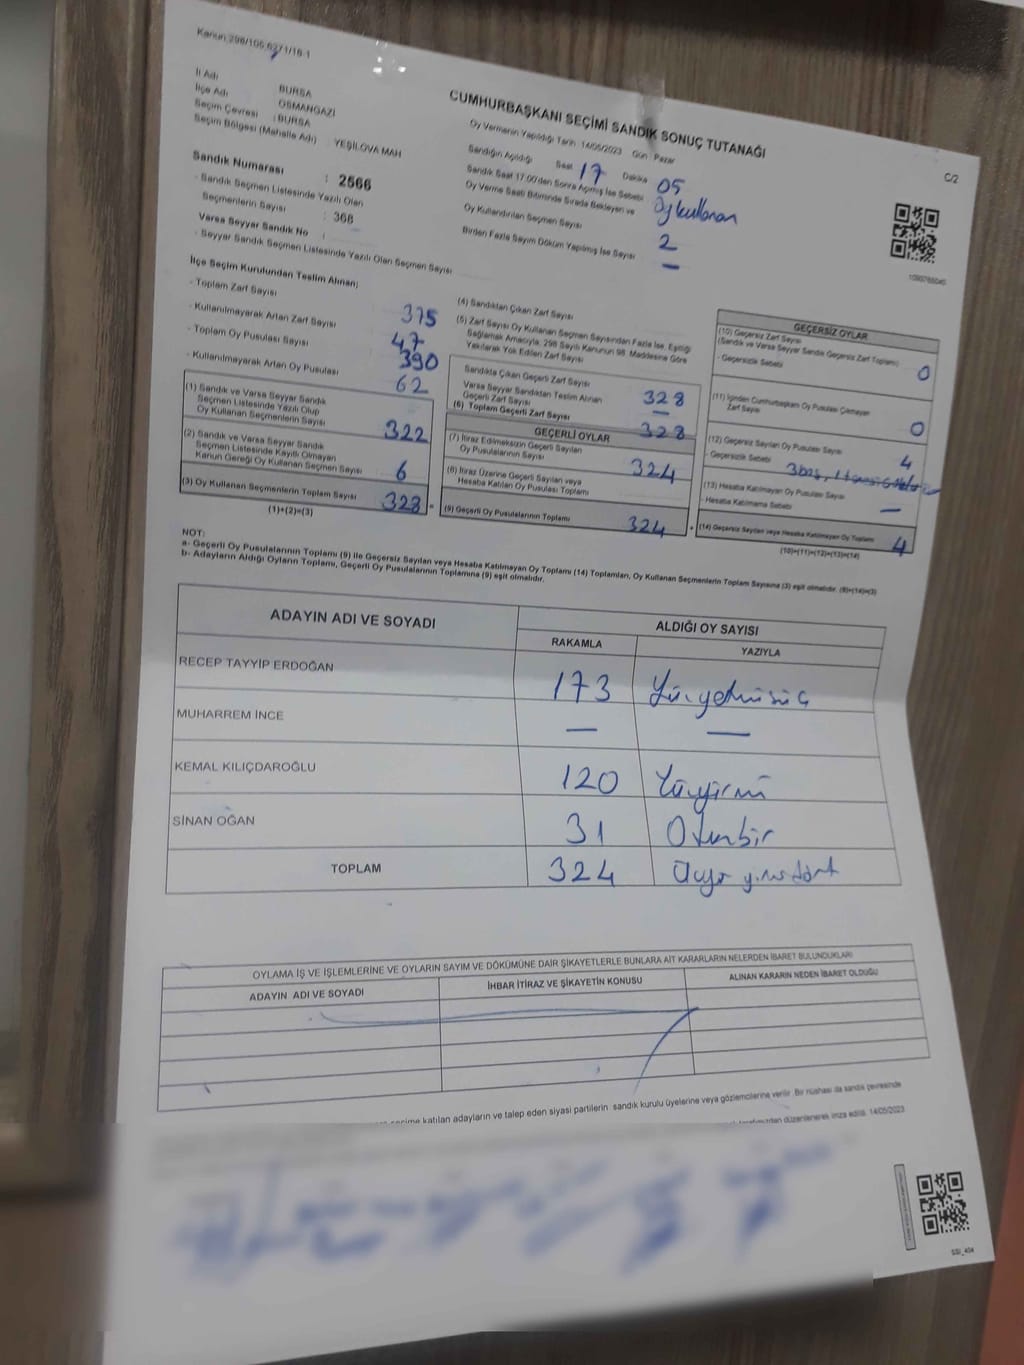 Kanun:298/105,6271/16.1
C/2
CUMHURBAŞKANI SEÇİMİ SANDIK SONUÇ TUTANAĞI
İl Adı : BURSA
İlçe Adı : OSMANGAZİ
Seçim Çevresi : BURSA
Seçim Bölgesi (Mahalle Adı) : YEŞİLOVA MAH
Sandık Numarası : 2566
- Sandık Seçmen Listesinde Yazılı Olan
Seçmenlerin Sayısı : 368
Varsa Seyyar Sandık No :
- Seyyar Sandık Seçmen Listesinde Yazılı Olan Seçmen Sayısı
Oy Vermenin Yapıldığı Tarih 14/05/2023 Gün : Pazar
Sandığın Açıldığı Saat 17 Dakika 05
Sandık Saat 17.00'den Sonra Açılmış İse Sebebi Oy kullanan
Oy Verme Saati Bitiminde Sırada Bekleyen ve
Oy Kullandırılan Seçmen Sayısı 2
Birden Fazla Sayım Döküm Yapılmış İse Sayısı —
1090765045
İlçe Seçim Kurulundan Teslim Alınan;
- Toplam Zarf Sayısı 375
- Kullanılmayarak Artan Zarf Sayısı 47
- Toplam Oy Pusulası Sayısı 390
- Kullanılmayarak Artan Oy Pusulası 62
(1) Sandık ve Varsa Seyyar Sandık
Seçmen Listesinde Yazılı Olup
Oy Kullanan Seçmenlerin Sayısı 322
(2) Sandık ve Varsa Seyyar Sandık
Seçmen Listesinde Kayıtlı Olmayan
Kanun Gereği Oy Kullanan Seçmen Sayısı 6
(3) Oy Kullanan Seçmenlerin Toplam Sayısı 328 =
(1)+(2)=(3)
(4) Sandıktan Çıkan Zarf Sayısı
(5) Zarf Sayısı Oy Kullanan Seçmen Sayısından Fazla İse, Eşitliği
Sağlamak Amacıyla, 298 Sayılı Kanunun 98. Maddesine Göre
Yakılarak Yok Edilen Zarf Sayısı
Sandıkta Çıkan Geçerli Zarf Sayısı 328
Varsa Seyyar Sandıktan Teslim Alınan
Geçerli Zarf Sayısı —
(6) Toplam Geçerli Zarf Sayısı 328
GEÇERLİ OYLAR
(7) İtiraz Edilmeksizin Geçerli Sayılan
Oy Pusulalarının Sayısı 324
(8) İtiraz Üzerine Geçerli Sayılan veya
Hesaba Katılan Oy Pusulası Toplamı
(9) Geçerli Oy Pusulalarının Toplamı 324 +
GEÇERSİZ OYLAR
(10) Geçersiz Zarf Sayısı
(Sandık ve Varsa Seyyar Sandık Geçersiz Zarf Toplamı)
- Geçersizlik Sebebi 0
(11) İçinden Cumhurbaşkanı Oy Pusulası Çıkmayan
Zarf Sayısı 0
(12) Geçersiz Sayılan Oy Pusulası Sayısı 4
- Geçersizlik Sebebi 3 boş, 1 tanesi
(13) Hesaba Katılmayan Oy Pusulası Sayısı
- Hesaba Katılmama Sebebi —
(14) Geçersiz Sayılan veya Hesaba Katılmayan Oy Toplamı 4
(10)+(11)+(12)+(13)=(14)
NOT:
a- Geçerli Oy Pusulalarının Toplamı (9) İle Geçersiz Sayılan veya Hesaba Katılmayan Oy Toplamı (14) Toplamları, Oy Kullanan Seçmenlerin Toplam Sayısına (3) eşit olmalıdır. (9)+(14)=(3)
b- Adayların Aldığı Oyların Toplamı, Geçerli Oy Pusulalarının Toplamına (9) eşit olmalıdır.
ADAYIN ADI VE SOYADI ALDIĞI OY SAYISI
RAKAMLA YAZIYLA
RECEP TAYYİP ERDOĞAN 173 Yüzyetmişüç
MUHARREM İNCE — —
KEMAL KILIÇDAROĞLU 120 Yüzyirmi
SİNAN OĞAN 31 Otuzbir
TOPLAM 324 Üçyüz yirmi dört
OYLAMA İŞ VE İŞLEMLERİNE VE OYLARIN SAYIM VE DÖKÜMÜNE DAİR ŞİKAYETLERLE BUNLARA AİT KARARLARIN NELERDEN İBARET BULUNDUKLARI
ADAYIN ADI VE SOYADI İHBAR İTİRAZ VE ŞİKAYETİN KONUSU ALINAN KARARIN NEDEN İBARET OLDUĞU
seçime katılan adayların ve talep eden siyasi partilerin sandık kurulu üyelerine veya gözlemcilerine verilir. Bir nüshası da sandık çevresinde
düzenlenerek imza edildi. 14/05/2023
SSİ_404